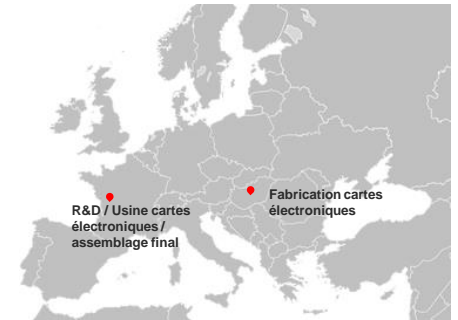 R&D / Usine cartes
électroniques /
assemblage final
Fabrication cartes
électroniques